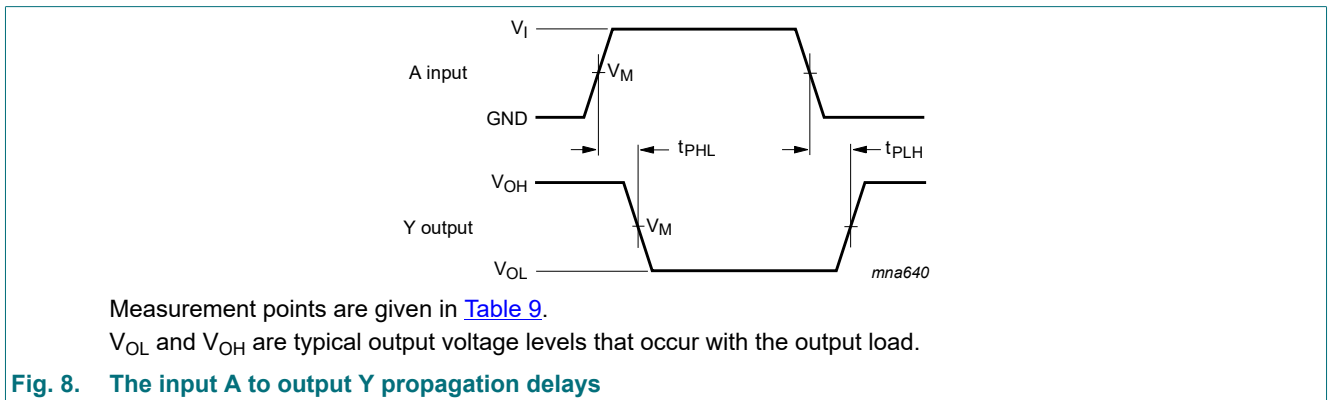 V_I
A input
V_M
GND
t_PHL
t_PLH
V_OH
Y output
V_M
V_OL
mna640
Measurement points are given in Table 9.
V_OL and V_OH are typical output voltage levels that occur with the output load.
Fig. 8. The input A to output Y propagation delays